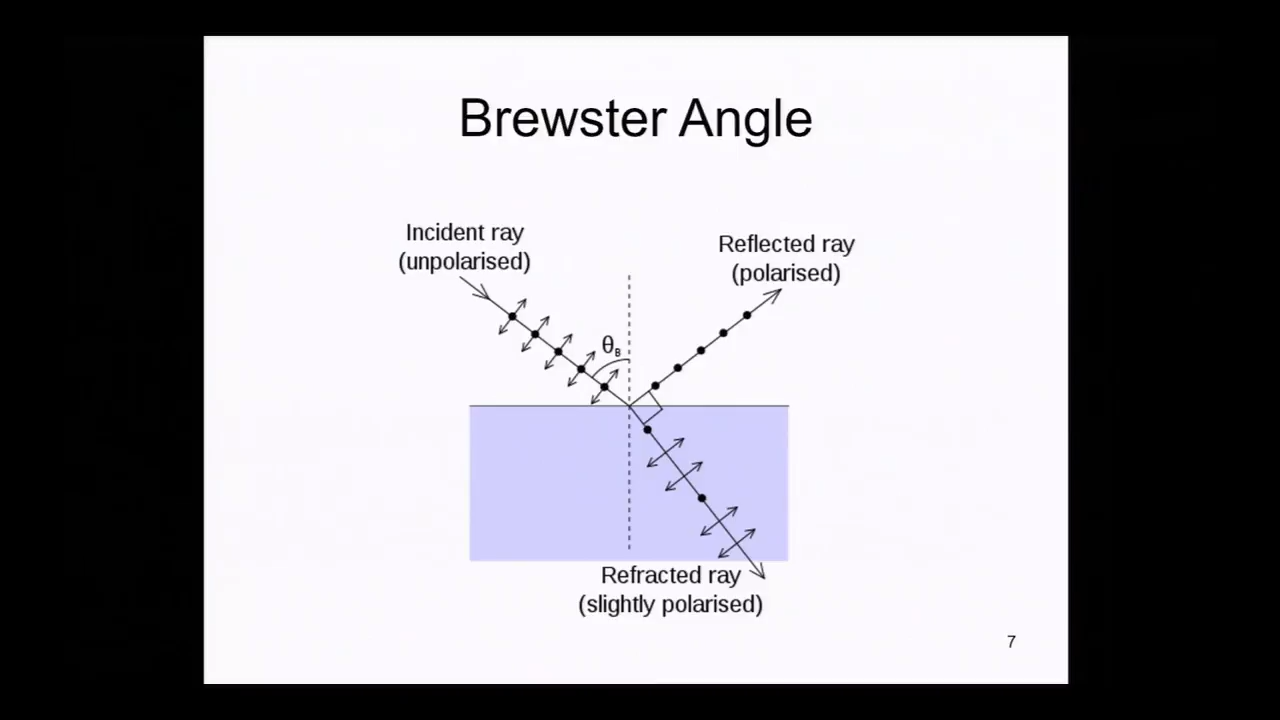 Brewster Angle
Incident ray
(unpolarised)
Reflected ray
(polarised)
θB
Refracted ray
(slightly polarised)
7